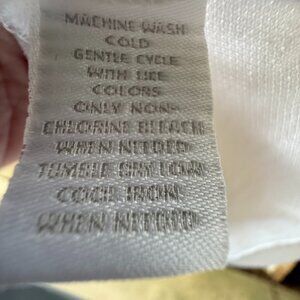 MACHINE WASH
COLD
GENTLE CYCLE
WITH LIKE
COLORS
ONLY NON-
CHLORINE BLEACH
WHEN NEEDED
TUMBLE DRY LOW
COOL IRON
WHEN NEEDED